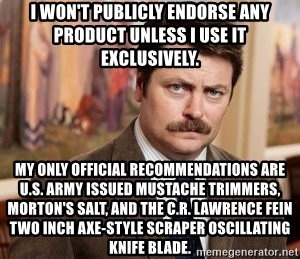 I WON'T PUBLICLY ENDORSE ANY
PRODUCT UNLESS I USE IT
EXCLUSIVELY.
MY ONLY OFFICIAL RECOMMENDATIONS ARE
U.S. ARMY ISSUED MUSTACHE TRIMMERS,
MORTON'S SALT, AND THE C.R. LAWRENCE FEIN
TWO INCH AXE-STYLE SCRAPER OSCILLATING
KNIFE BLADE.
memegenerator.net